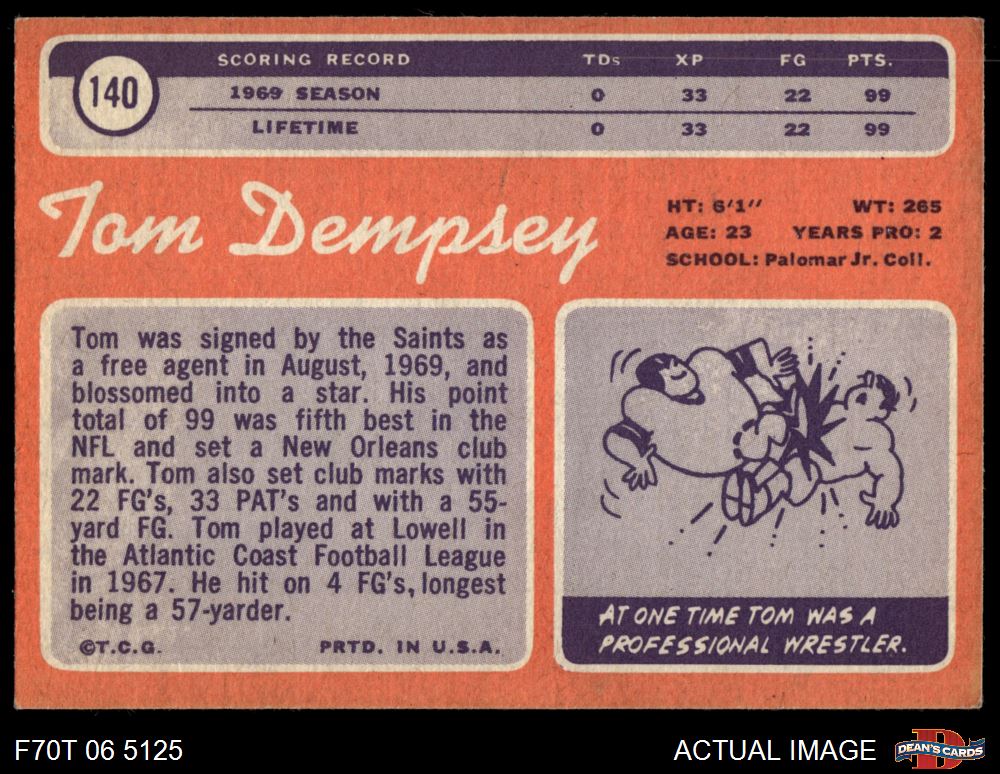 SCORING RECORD TDs XP FG PTS.
140
1969 SEASON 0 33 22 99
LIFETIME 0 33 22 99
Tom Dempsey
HT: 6'1" WT: 265
AGE: 23 YEARS PRO: 2
SCHOOL: Palomar Jr. Coll.
Tom was signed by the Saints as
a free agent in August, 1969, and
blossomed into a star. His point
total of 99 was fifth best in the
NFL and set a New Orleans club
mark. Tom also set club marks with
22 FG's, 33 PAT's and with a 55-
yard FG. Tom played at Lowell in
the Atlantic Coast Football League
in 1967. He hit on 4 FG's, longest
being a 57-yarder.
©T.C.G. PRTD. IN U.S.A.
AT ONE TIME TOM WAS A
PROFESSIONAL WRESTLER.
F70T 06 5125 ACTUAL IMAGE D DEAN'S CARDS